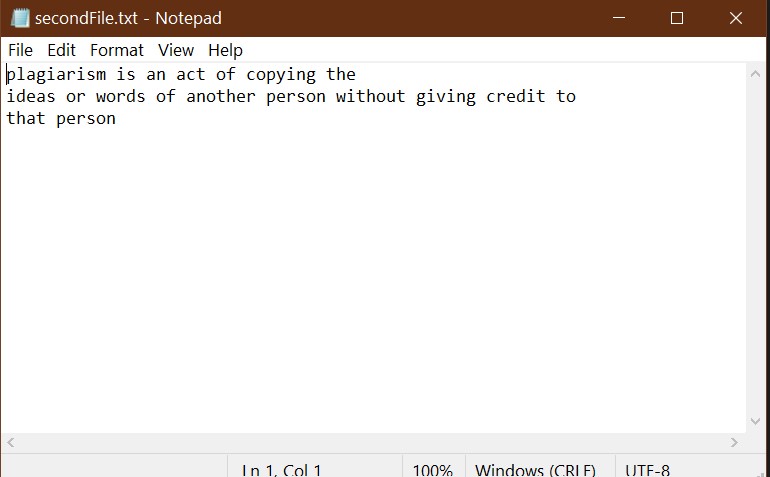 secondFile.txt - Notepad
File Edit Format View Help
plagiarism is an act of copying the
ideas or words of another person without giving credit to
that person
Ln 1, Col 1 100% Windows (CRLF) UTF-8